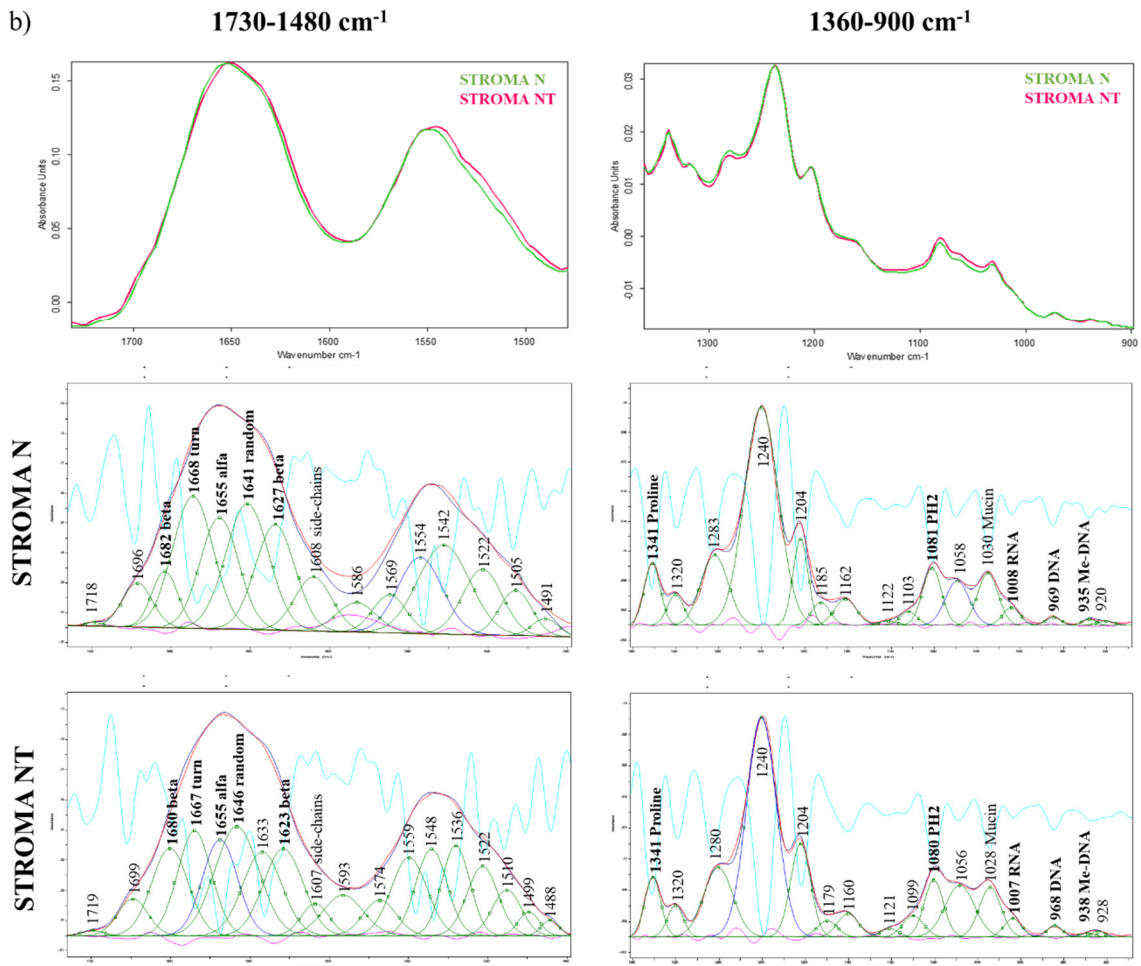 b)
1730-1480 cm⁻¹
1360-900 cm⁻¹
STROMA N
STROMA NT
0.15
0.10
0.05
0.00
Absorbance Units
1700
1650
1600
1550
1500
Wavenumber cm-1
STROMA N
STROMA NT
0.03
0.02
0.01
0.00
-0.01
Absorbance Units
1300
1200
1100
1000
900
Wavenumber cm-1
STROMA N
1718
1696
1682 beta
1668 turn
1655 alfa
1641 random
1627 beta
1608 side-chains
1586
1569
1554
1542
1522
1505
1491
1341 Proline
1320
1283
1240
1204
1185
1162
1122
1103
1081 PH2
1058
1030 Mucin
1008 RNA
969 DNA
935 Me-DNA
920
STROMA NT
1719
1699
1680 beta
1667 turn
1655 alfa
1646 random
1633
1623 beta
1607 side-chains
1593
1574
1559
1548
1536
1522
1510
1499
1488
1341 Proline
1320
1280
1240
1204
1179
1160
1121
1099
1080 PH2
1056
1028 Mucin
1007 RNA
968 DNA
938 Me-DNA
928